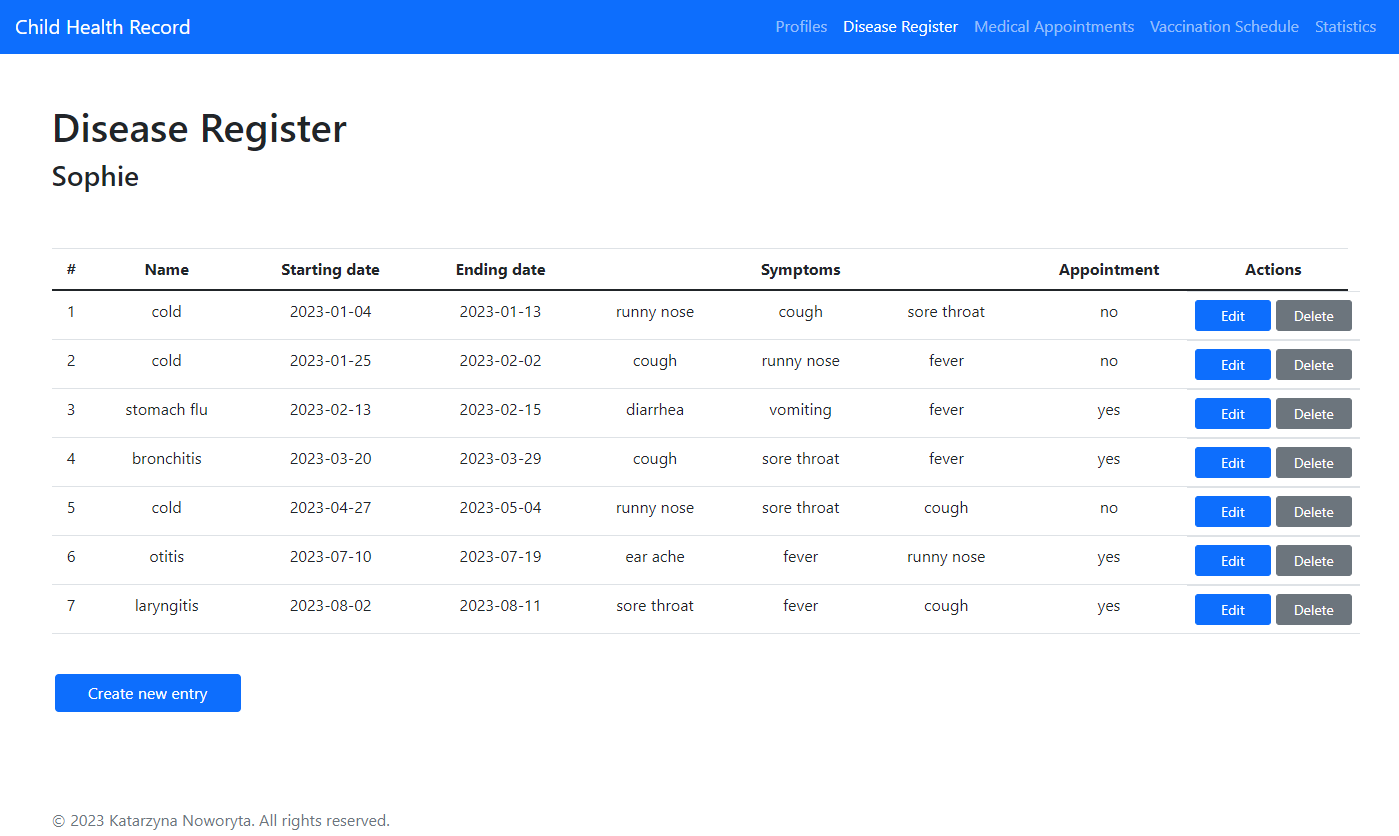 Child Health Record Profiles Disease Register Medical Appointments Vaccination Schedule Statistics
Disease Register
Sophie
# Name Starting date Ending date Symptoms Appointment Actions
1 cold 2023-01-04 2023-01-13 runny nose cough sore throat no Edit Delete
2 cold 2023-01-25 2023-02-02 cough runny nose fever no Edit Delete
3 stomach flu 2023-02-13 2023-02-15 diarrhea vomiting fever yes Edit Delete
4 bronchitis 2023-03-20 2023-03-29 cough sore throat fever yes Edit Delete
5 cold 2023-04-27 2023-05-04 runny nose sore throat cough no Edit Delete
6 otitis 2023-07-10 2023-07-19 ear ache fever runny nose yes Edit Delete
7 laryngitis 2023-08-02 2023-08-11 sore throat fever cough yes Edit Delete
Create new entry
© 2023 Katarzyna Noworyta. All rights reserved.